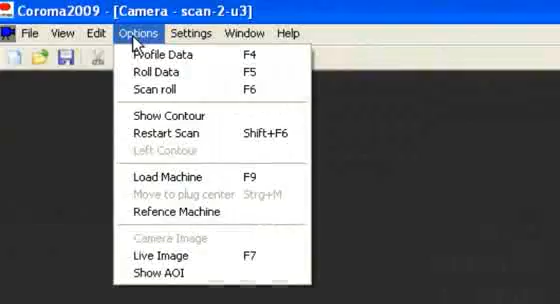 Coroma2009 - [Camera - scan-2-u3]
File View Edit Options Settings Window Help
Profile Data F4
Roll Data F5
Scan roll F6
Show Contour
Restart Scan Shift+F6
Left Contour
Load Machine F9
Move to plug center Strg+M
Refence Machine
Camera Image
Live Image F7
Show AOI